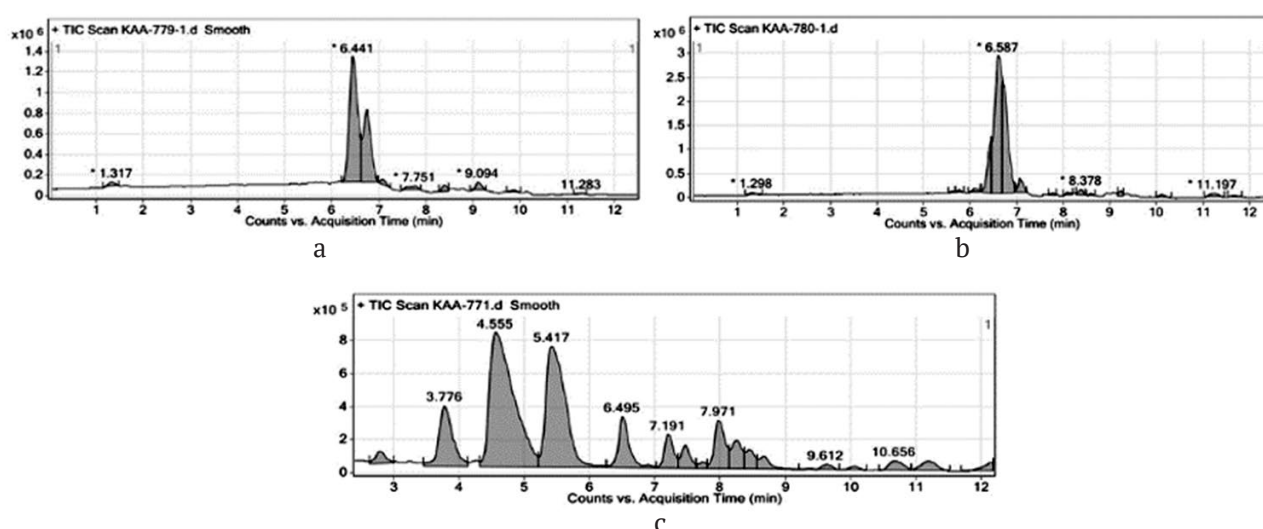 + TIC Scan KAA-779-1.d Smooth
x10 6
1 1
1.4
1.2
1
0.8
0.6
0.4
0.2
0
* 6.441
* 1.317
* 7.751
* 9.094
11.283
1 2 3 4 5 6 7 8 9 10 11 12
Counts vs. Acquisition Time (min)
a
+ TIC Scan KAA-780-1.d
x10 6
1
3
2.5
2
1.5
1
0.5
0
* 6.587
* 1.298
* 8.378
* 11.197
1 2 3 4 5 6 7 8 9 10 11 12
Counts vs. Acquisition Time (min)
b
+ TIC Scan KAA-771.d Smooth
x10 5
1
8
6
4
2
0
4.555
5.417
3.776
6.495
7.191
7.971
9.612
10.656
3 4 5 6 7 8 9 10 11 12
Counts vs. Acquisition Time (min)
c